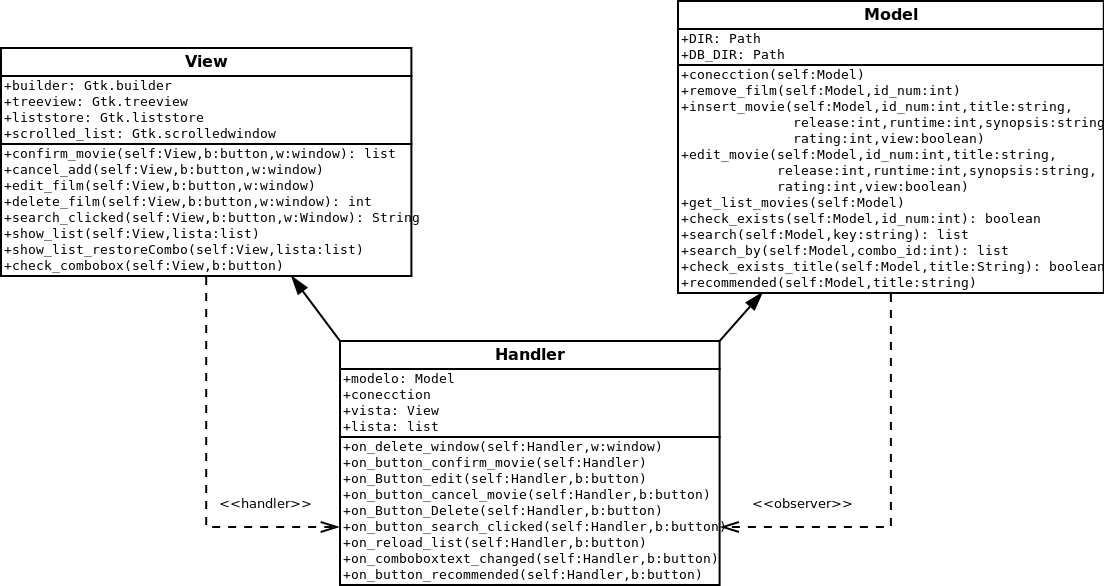 View
+builder: Gtk.builder
+treeview: Gtk.treeview
+liststore: Gtk.liststore
+scrolled_list: Gtk.scrolledwindow
+confirm_movie(self:View,b:button,w:window): list
+cancel_add(self:View,b:button,w:window)
+edit_film(self:View,b:button,w:window)
+delete_film(self:View,b:button,w:window): int
+search_clicked(self:View,b:button,w:Window): String
+show_list(self:View,lista:list)
+show_list_restoreCombo(self:View,lista:list)
+check_combobox(self:View,b:button)
Model
+DIR: Path
+DB_DIR: Path
+conecction(self:Model)
+remove_film(self:Model,id_num:int)
+insert_movie(self:Model,id_num:int,title:string,
release:int,runtime:int,synopsis:string
rating:int,view:boolean)
+edit_movie(self:Model,id_num:int,title:string,
release:int,runtime:int,synopsis:string,
rating:int,view:boolean)
+get_list_movies(self:Model)
+check_exists(self:Model,id_num:int): boolean
+search(self:Model,key:string): list
+search_by(self:Model,combo_id:int): list
+check_exists_title(self:Model,title:String): boolean
+recommended(self:Model,title:string)
Handler
+modelo: Model
+conecction
+vista: View
+lista: list
+on_delete_window(self:Handler,w:window)
+on_button_confirm_movie(self:Handler)
+on_Button_edit(self:Handler,b:button)
+on_button_cancel_movie(self:Handler,b:button)
+on_Button_Delete(self:Handler,b:button)
+on_button_search_clicked(self:Handler,b:button)
+on_reload_list(self:Handler,b:button)
+on_comboboxtext_changed(self:Handler,b:button)
+on_button_recommended(self:Handler,b:button)
<<handler>>
<<observer>>